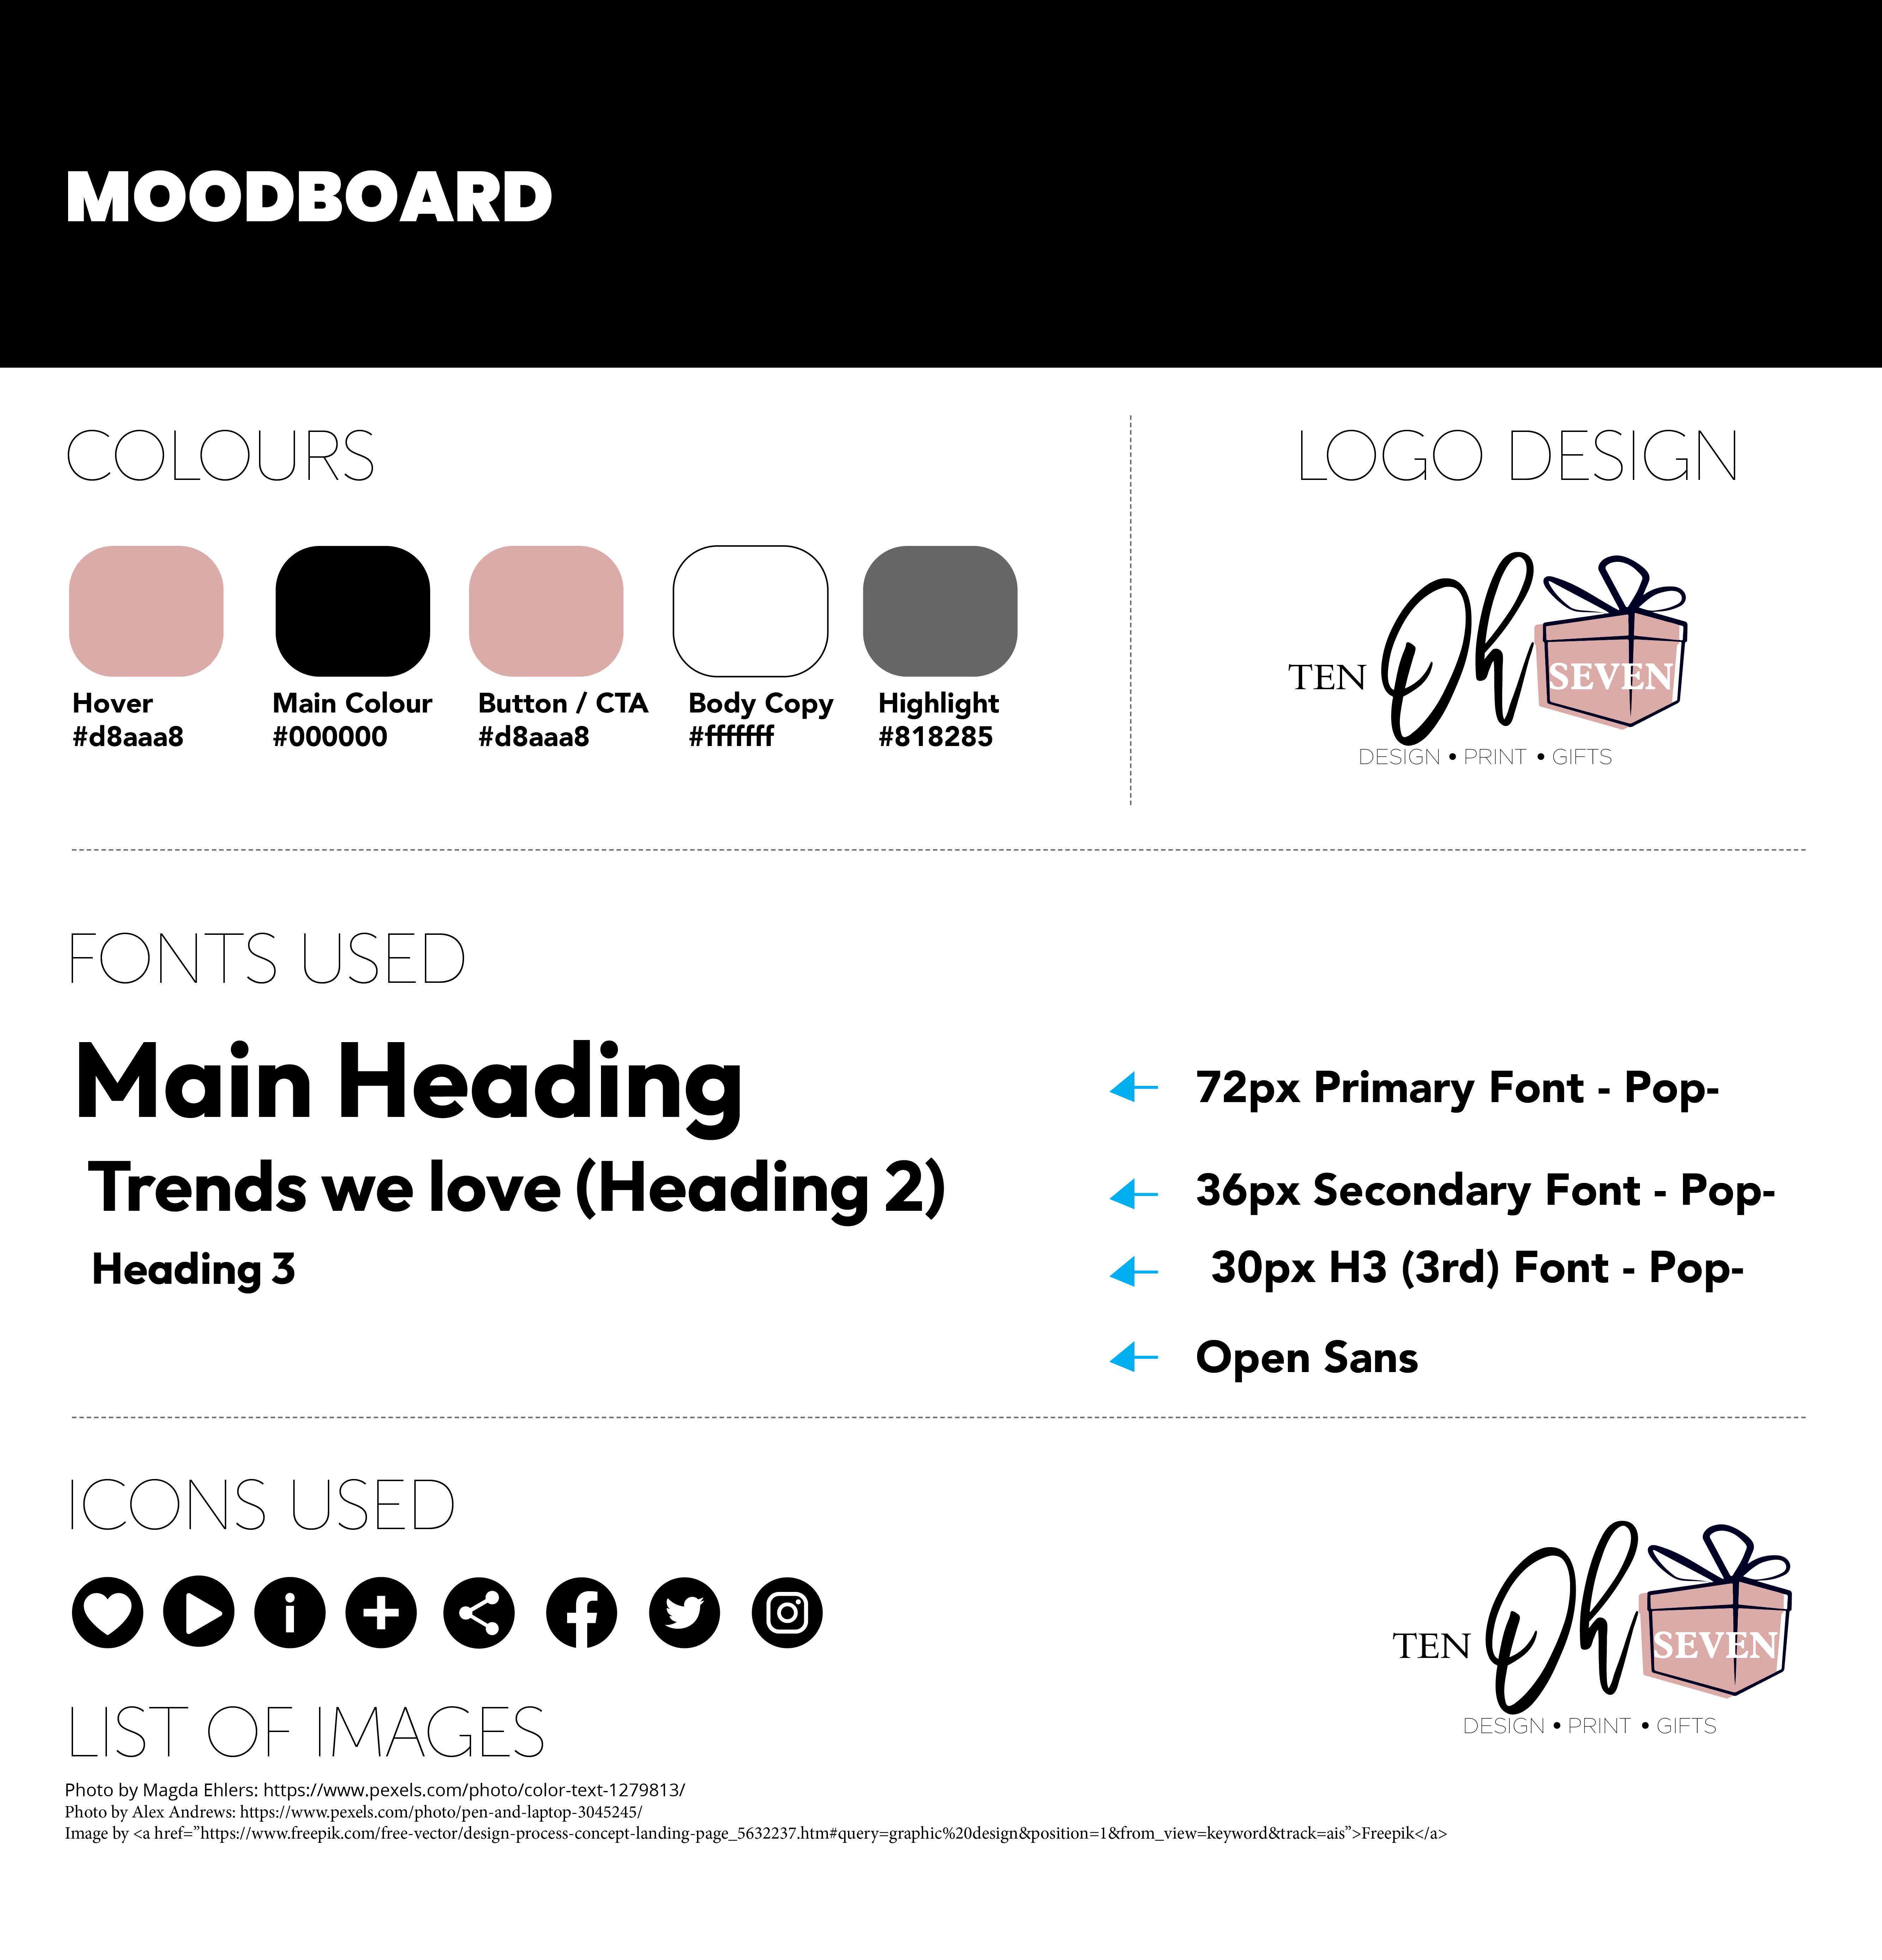 MOODBOARD
COLOURS
Hover
#d8aaa8
Main Colour
#000000
Button / CTA
#d8aaa8
Body Copy
#fffffff
Highlight
#818285
LOGO DESIGN
TEN Oh SEVEN
DESIGN • PRINT • GIFTS
FONTS USED
Main Heading
72px Primary Font - Pop-
Trends we love (Heading 2)
36px Secondary Font - Pop-
Heading 3
30px H3 (3rd) Font - Pop-
Open Sans
ICONS USED
TEN Oh SEVEN
DESIGN • PRINT • GIFTS
LIST OF IMAGES
Photo by Magda Ehlers: https://www.pexels.com/photo/color-text-1279813/
Photo by Alex Andrews: https://www.pexels.com/photo/pen-and-laptop-3045245/
Image by <a href=”https://www.freepik.com/free-vector/design-process-concept-landing-page_5632237.htm#query=graphic%20design&position=1&from_view=keyword&track=ais”>Freepik</a>